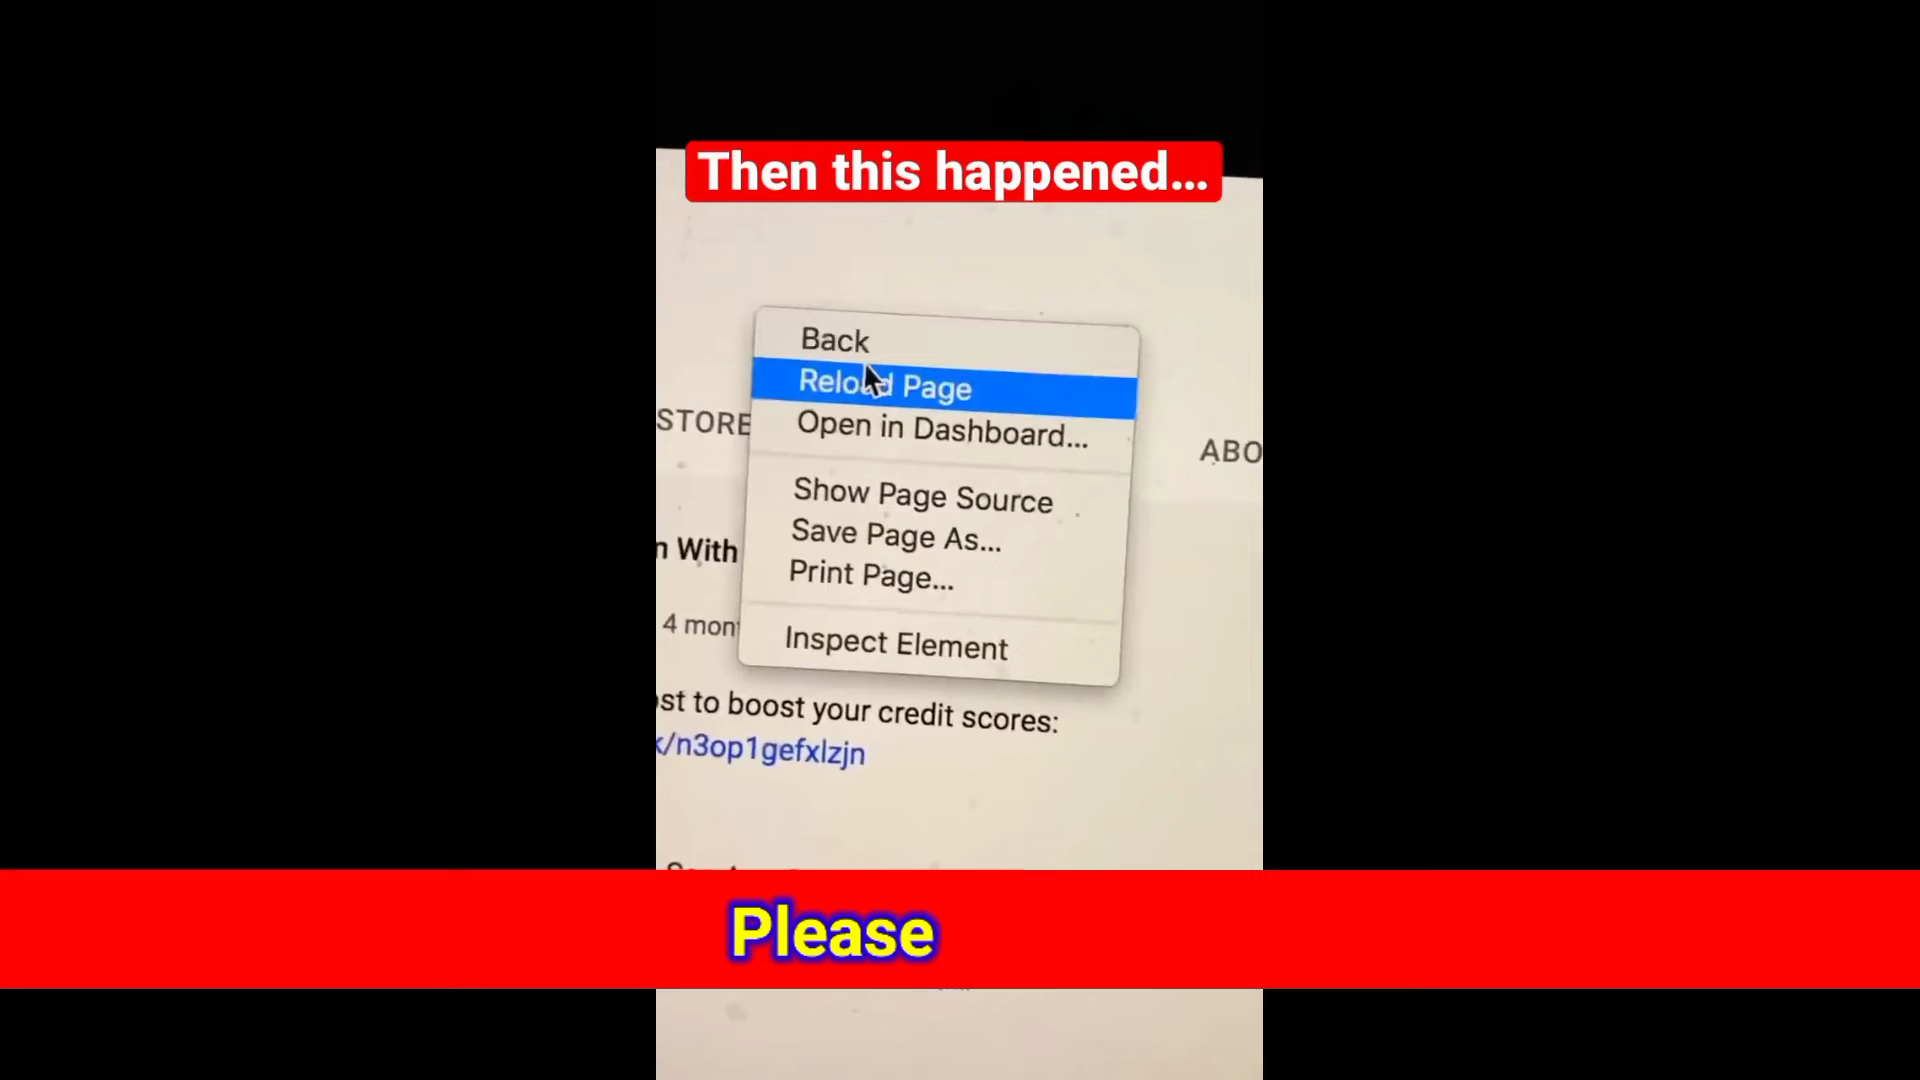 Then this happened...
Back
Reload Page
Open in Dashboard...
STORE
ABO
Show Page Source
Save Page As...
n With
Print Page...
4 mon
Inspect Element
ost to boost your credit scores:
k/n3op1gefxlzjn
Please